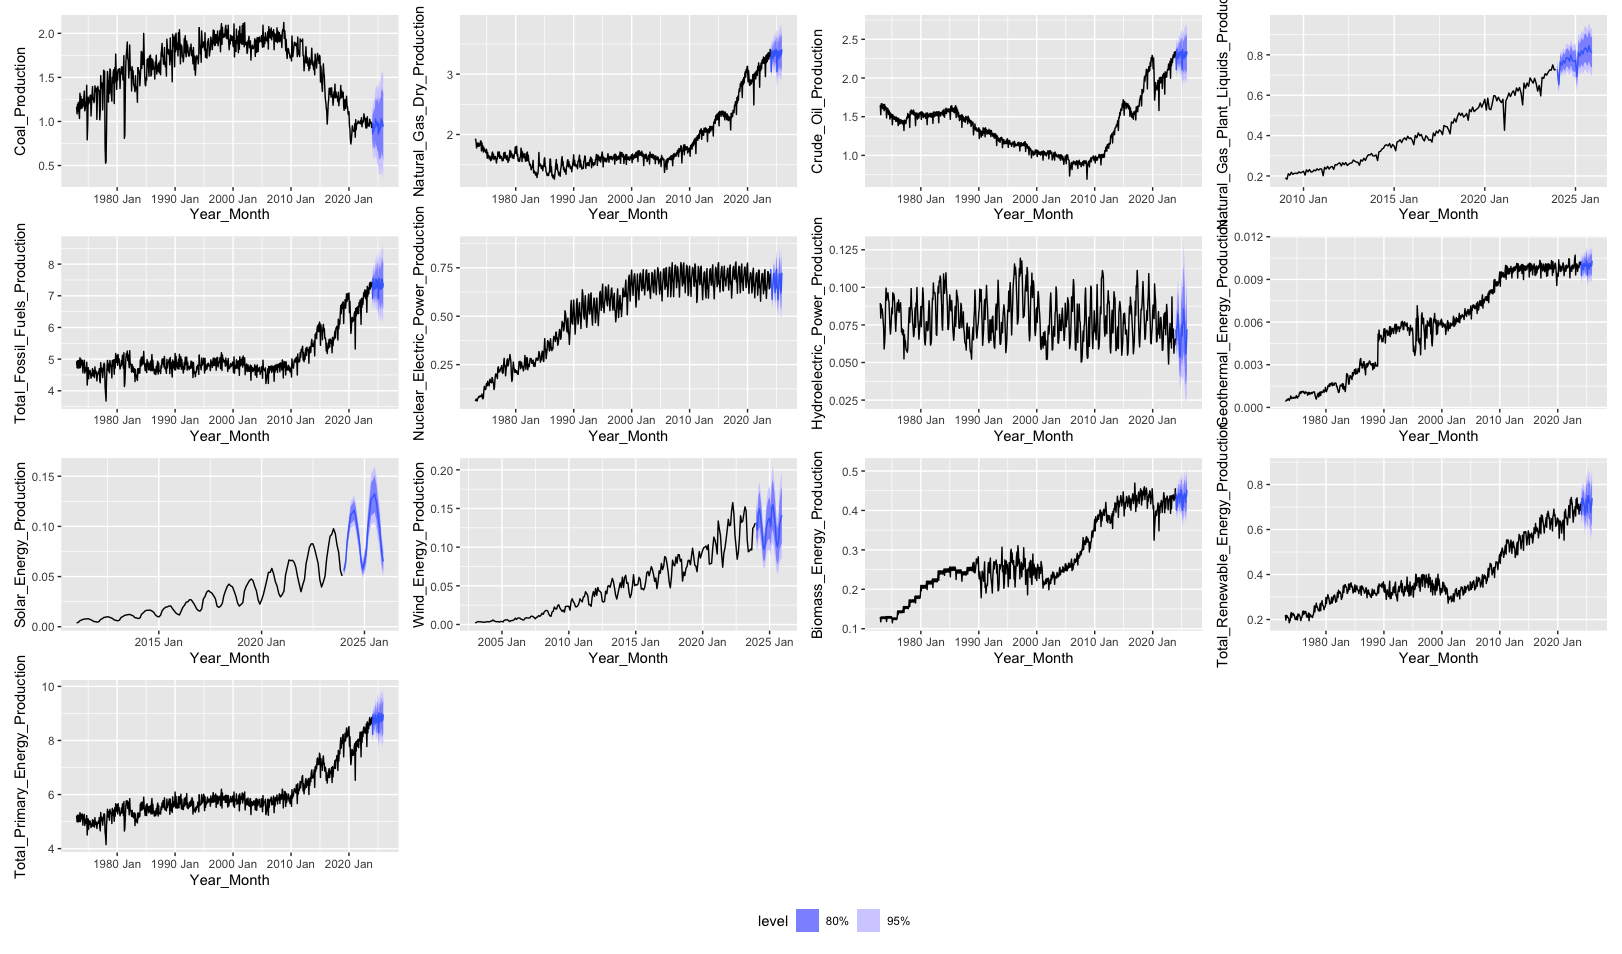 Coal_Production
2.0
1.5
1.0
0.5
1980 Jan 1990 Jan 2000 Jan 2010 Jan 2020 Jan
Year_Month
Natural_Gas_Dry_Production
3
2
1980 Jan 1990 Jan 2000 Jan 2010 Jan 2020 Jan
Year_Month
Crude_Oil_Production
2.5
2.0
1.5
1.0
1980 Jan 1990 Jan 2000 Jan 2010 Jan 2020 Jan
Year_Month
Natural_Gas_Plant_Liquids_Produc
0.8
0.6
0.4
0.2
2010 Jan 2015 Jan 2020 Jan 2025 Jan
Year_Month
Total_Fossil_Fuels_Production
8
7
6
5
4
1980 Jan 1990 Jan 2000 Jan 2010 Jan 2020 Jan
Year_Month
Nuclear_Electric_Power_Production
0.75
0.50
0.25
1980 Jan 1990 Jan 2000 Jan 2010 Jan 2020 Jan
Year_Month
Hydroelectric_Power_Production
0.125
0.100
0.075
0.050
0.025
1980 Jan 1990 Jan 2000 Jan 2010 Jan 2020 Jan
Year_Month
Geothermal_Energy_Production
0.012
0.009
0.006
0.003
0.000
1980 Jan 1990 Jan 2000 Jan 2010 Jan 2020 Jan
Year_Month
Solar_Energy_Production
0.15
0.10
0.05
0.00
2015 Jan 2020 Jan 2025 Jan
Year_Month
Wind_Energy_Production
0.20
0.15
0.10
0.05
0.00
2005 Jan 2010 Jan 2015 Jan 2020 Jan 2025 Jan
Year_Month
Biomass_Energy_Production
0.5
0.4
0.3
0.2
0.1
1980 Jan 1990 Jan 2000 Jan 2010 Jan 2020 Jan
Year_Month
Total_Renewable_Energy_Production
0.8
0.6
0.4
0.2
1980 Jan 1990 Jan 2000 Jan 2010 Jan 2020 Jan
Year_Month
Total_Primary_Energy_Production
10
8
6
4
1980 Jan 1990 Jan 2000 Jan 2010 Jan 2020 Jan
Year_Month
level 80% 95%